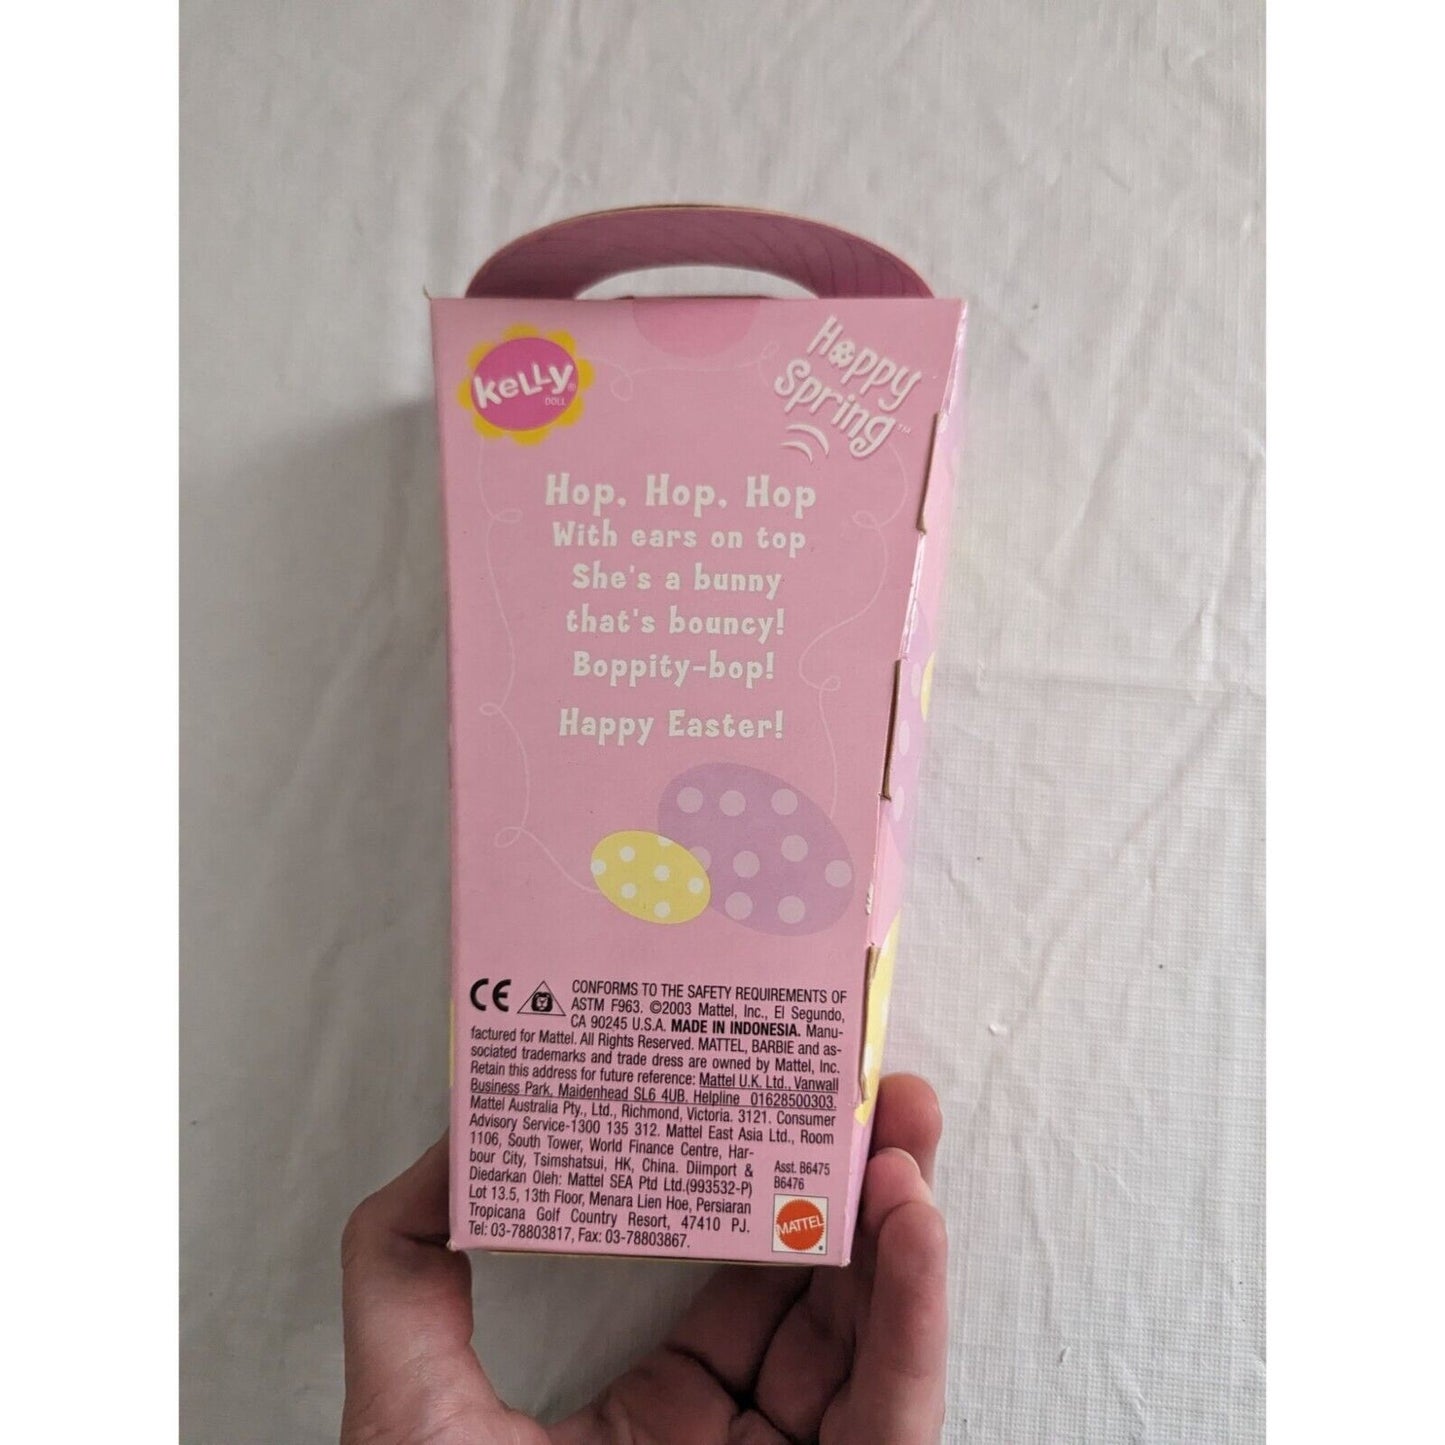 KeLLy®
DOLL
Happy
Spring™
Hop, Hop, Hop
With ears on top
She's a bunny
that's bouncy!
Boppity-bop!
Happy Easter!
CE
CONFORMS TO THE SAFETY REQUIREMENTS OF
ASTM F963. ©2003 Mattel, Inc., El Segundo,
CA 90245 U.S.A. MADE IN INDONESIA. Manu-
factured for Mattel. All Rights Reserved. MATTEL, BARBIE and as-
sociated trademarks and trade dress are owned by Mattel, Inc.
Retain this address for future reference: Mattel U.K. Ltd., Vanwall
Business Park, Maidenhead SL6 4UB. Helpline 01628500303.
Mattel Australia Pty., Ltd., Richmond, Victoria. 3121. Consumer
Advisory Service-1300 135 312. Mattel East Asia Ltd., Room
1106, South Tower, World Finance Centre, Har-
bour City, Tsimshatsui, HK, China. Diimport &
Diedarkan Oleh: Mattel SEA Ptd Ltd.(993532-P)
Lot 13.5, 13th Floor, Menara Lien Hoe, Persiaran
Tropicana Golf Country Resort, 47410 PJ.
Tel: 03-78803817, Fax: 03-78803867.
Asst. B6475
B6476
MATTEL®